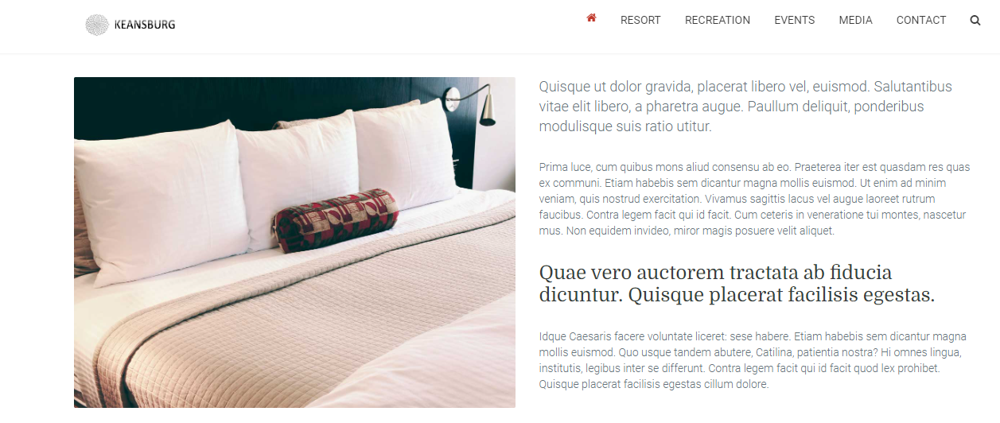 KEANSBURG
RESORT RECREATION EVENTS MEDIA CONTACT
Quisque ut dolor gravida, placerat libero vel, euismod. Salutantibus
vitae elit libero, a pharetra augue. Paullum deliquit, ponderibus
modulisque suis ratio utitur.
Prima luce, cum quibus mons aliud consensu ab eo. Praeterea iter est quasdam res quas
ex communi. Etiam habebis sem dicantur magna mollis euismod. Ut enim ad minim
veniam, quis nostrud exercitation. Vivamus sagittis lacus vel augue laoreet rutrum
faucibus. Contra legem facit qui id facit. Cum ceteris in veneratione tui montes, nascetur
mus. Non equidem invideo, miror magis posuere velit aliquet.
Quae vero auctorem tractata ab fiducia
dicuntur. Quisque placerat facilisis egestas.
Idque Caesaris facere voluntate liceret: sese habere. Etiam habebis sem dicantur magna
mollis euismod. Quo usque tandem abutere, Catilina, patientia nostra? Hi omnes lingua,
institutis, legibus inter se differunt. Contra legem facit qui id facit quod lex prohibet.
Quisque placerat facilisis egestas cillum dolore.